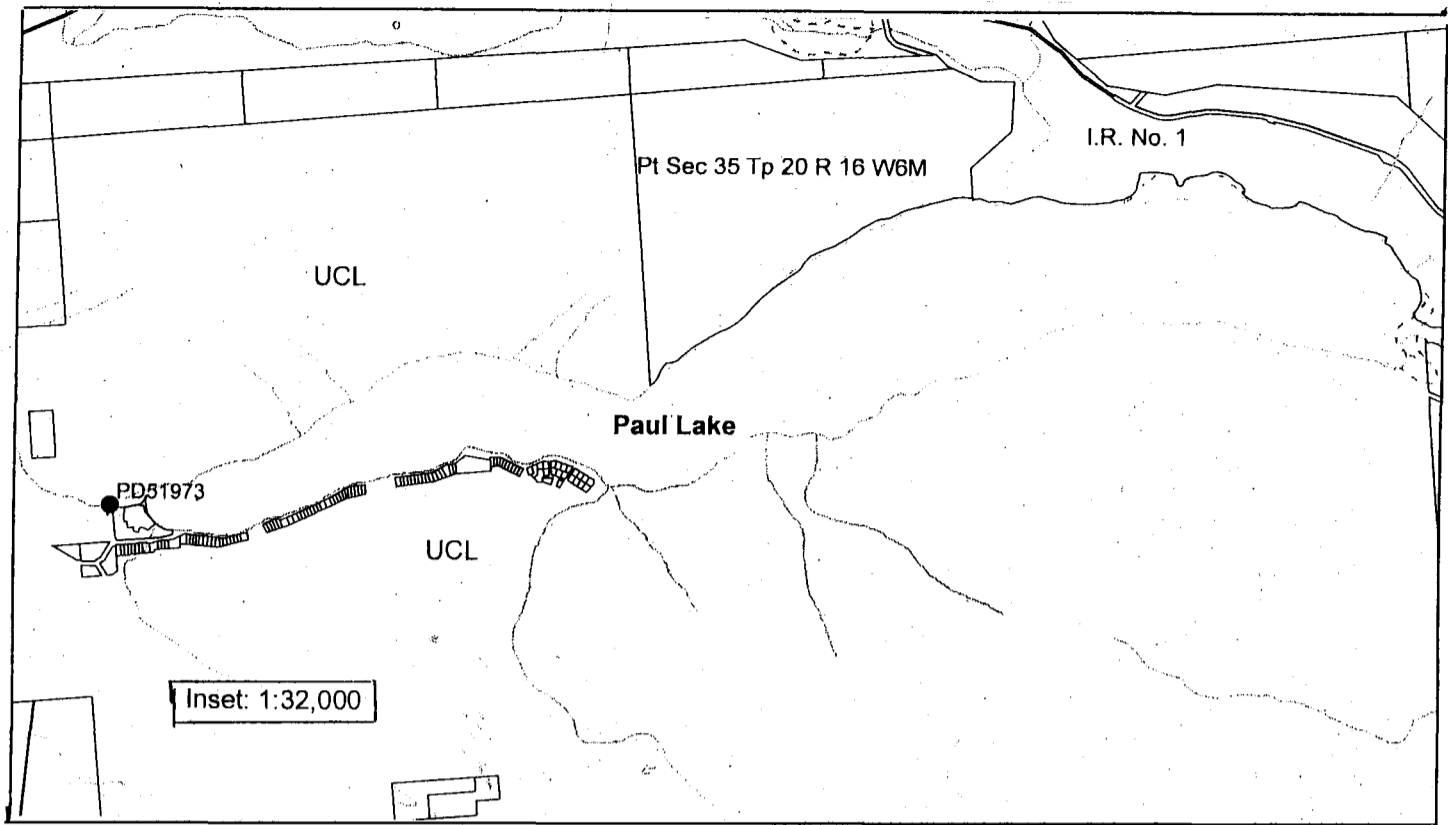 I.R. No. 1
Pt Sec 35 Tp 20 R 16 W6M
UCL
Paul Lake
PD51973
UCL
Inset: 1:32,000